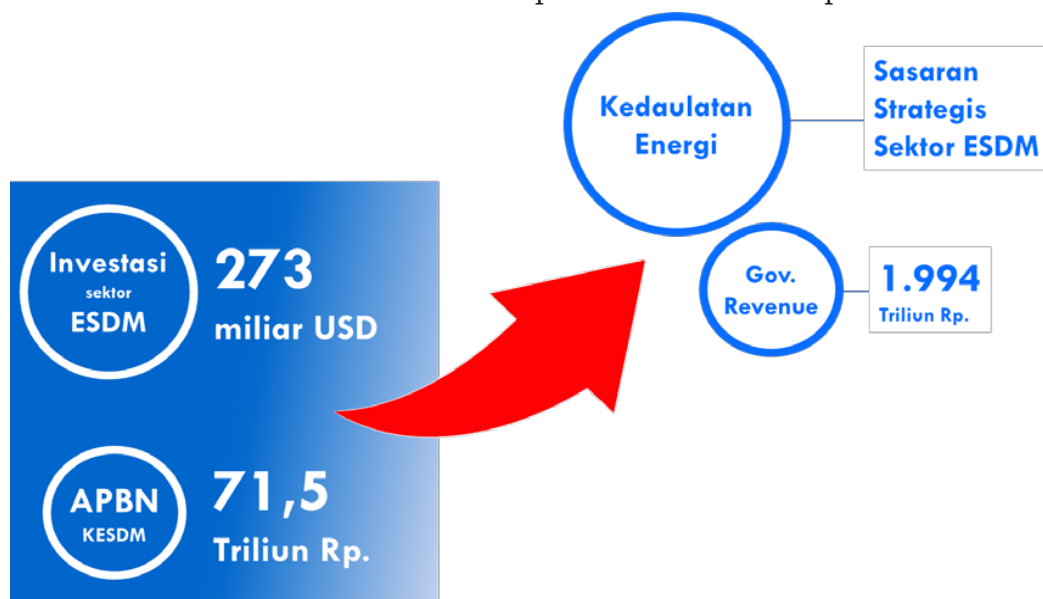 Kedaulatan
Energi
Sasaran
Strategis
Sektor ESDM
Investasi
sektor
ESDM
273
miliar USD
Gov.
Revenue
1.994
Triliun Rp.
APBN
KESDM
71,5
Triliun Rp.